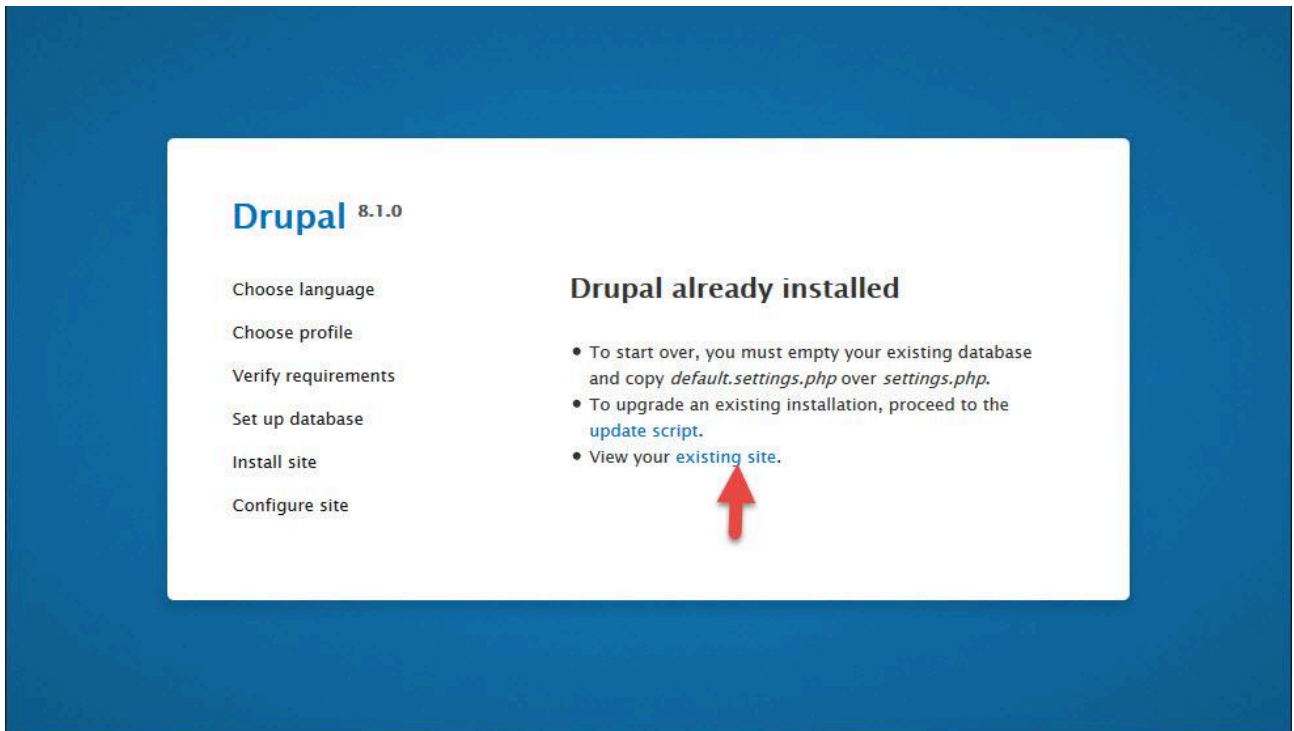 Drupal 8.1.0
Choose language
Choose profile
Verify requirements
Set up database
Install site
Configure site
Drupal already installed
• To start over, you must empty your existing database
and copy default.settings.php over settings.php.
• To upgrade an existing installation, proceed to the
update script.
• View your existing site.